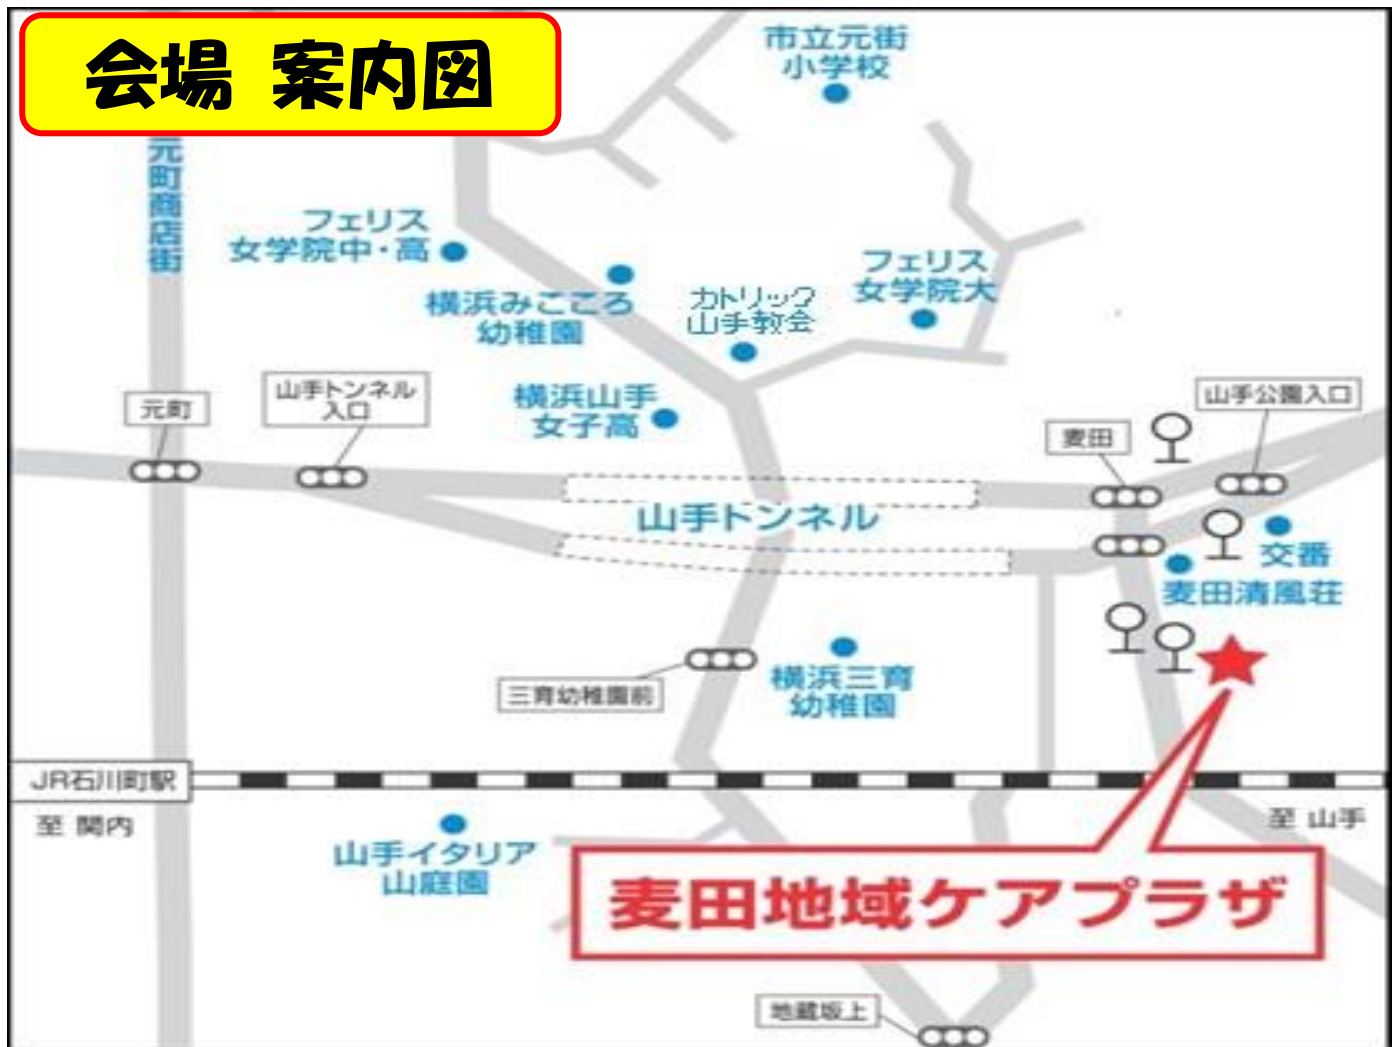 会場 案内図
市立元街
小学校
元町商店街
フェリス
女学院中・高
横浜みこころ
幼稚園
カトリック
山手教会
フェリス
女学院大
元町
山手トンネル
入口
横浜山手
女子高
麦田
山手公園入口
山手トンネル
交番
麦田清風荘
三育幼稚園前
横浜三育
幼稚園
JR石川町駅
至 関内
至 山手
山手イタリア
山庭園
麦田地域ケアプラザ
地蔵坂上